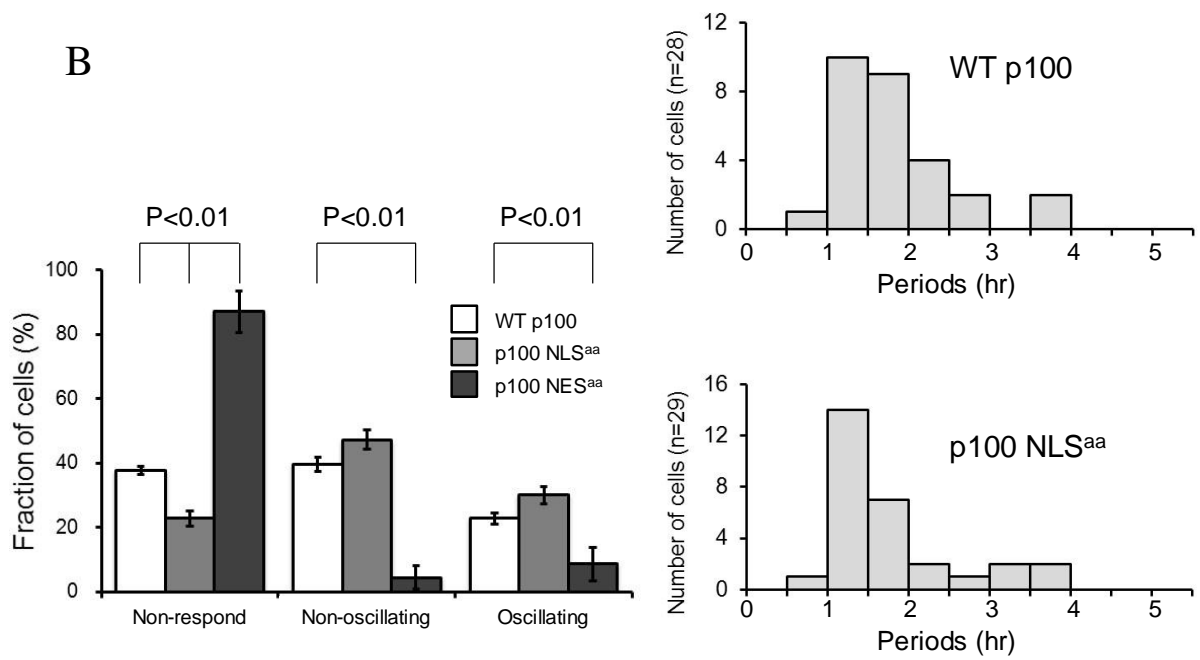 B
P<0.01
P<0.01
P<0.01
Fraction of cells (%)
100
80
60
40
20
0
WT p100
p100 NLSaa
p100 NESaa
Non-respond
Non-oscillating
Oscillating
Number of cells (n=28)
12
8
4
0
WT p100
0 1 2 3 4 5
Periods (hr)
Number of cells (n=29)
16
12
8
4
0
p100 NLSaa
0 1 2 3 4 5
Periods (hr)